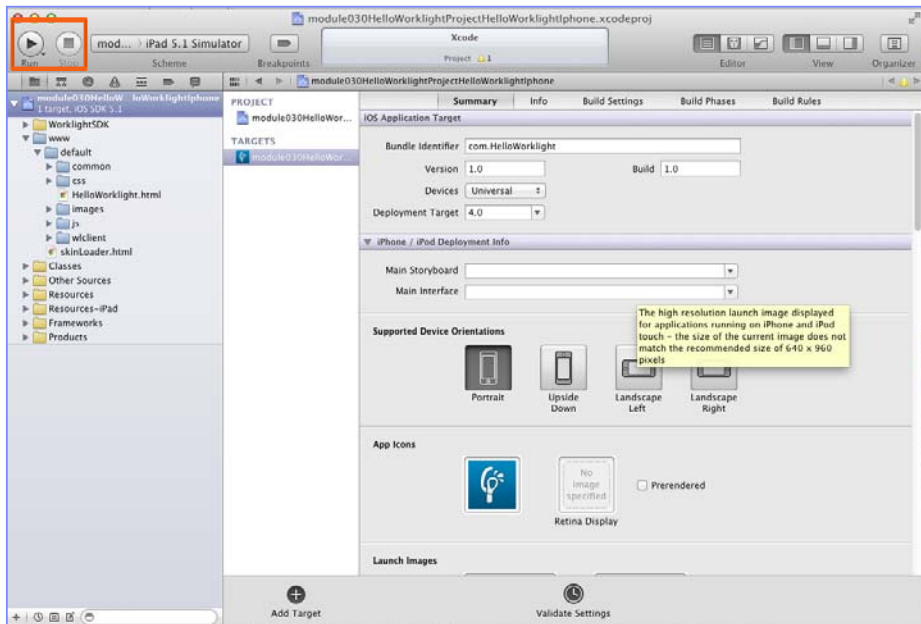 module030HelloWorklightProjectHelloWorklightIphone.xcodeproj
Run
Stop
mod... iPad 5.1 Simulator
Scheme
Breakpoints
Xcode
Project 1
Editor
View
Organizer
module030HelloWorklightProjectHelloWorklightIphone
module030HelloW...loWorklightIphone
1 target, iOS SDK 5.1
WorklightSDK
www
default
common
css
HelloWorklight.html
images
js
wlclient
skinLoader.html
Classes
Other Sources
Resources
Resources-iPad
Frameworks
Products
PROJECT
module030HelloWor...
TARGETS
module030HelloWor...
Summary Info Build Settings Build Phases Build Rules
iOS Application Target
Bundle Identifier com.HelloWorklight
Version 1.0 Build 1.0
Devices Universal
Deployment Target 4.0
iPhone / iPod Deployment Info
Main Storyboard
Main Interface
The high resolution launch image displayed
for applications running on iPhone and iPod
touch - the size of the current image does not
match the recommended size of 640 x 960
pixels
Supported Device Orientations
Portrait
Upside
Down
Landscape
Left
Landscape
Right
App Icons
No
image
specified
Prerendered
Retina Display
Launch Images
Add Target
Validate Settings